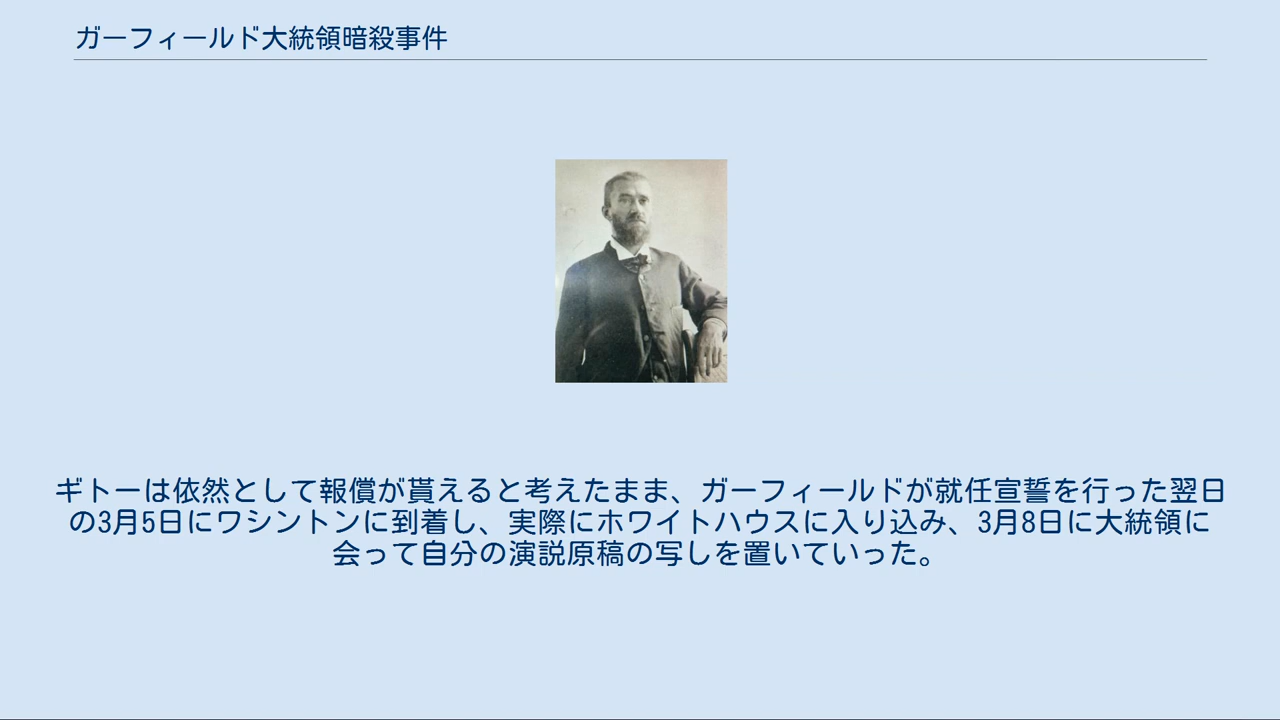 ガーフィールド大統領暗殺事件
ギトーは依然として報償が貰えると考えたまま、ガーフィールドが就任宣誓を行った翌日
の3月5日にワシントンに到着し、実際にホワイトハウスに入り込み、3月8日に大統領に
会って自分の演説原稿の写しを置いていった。